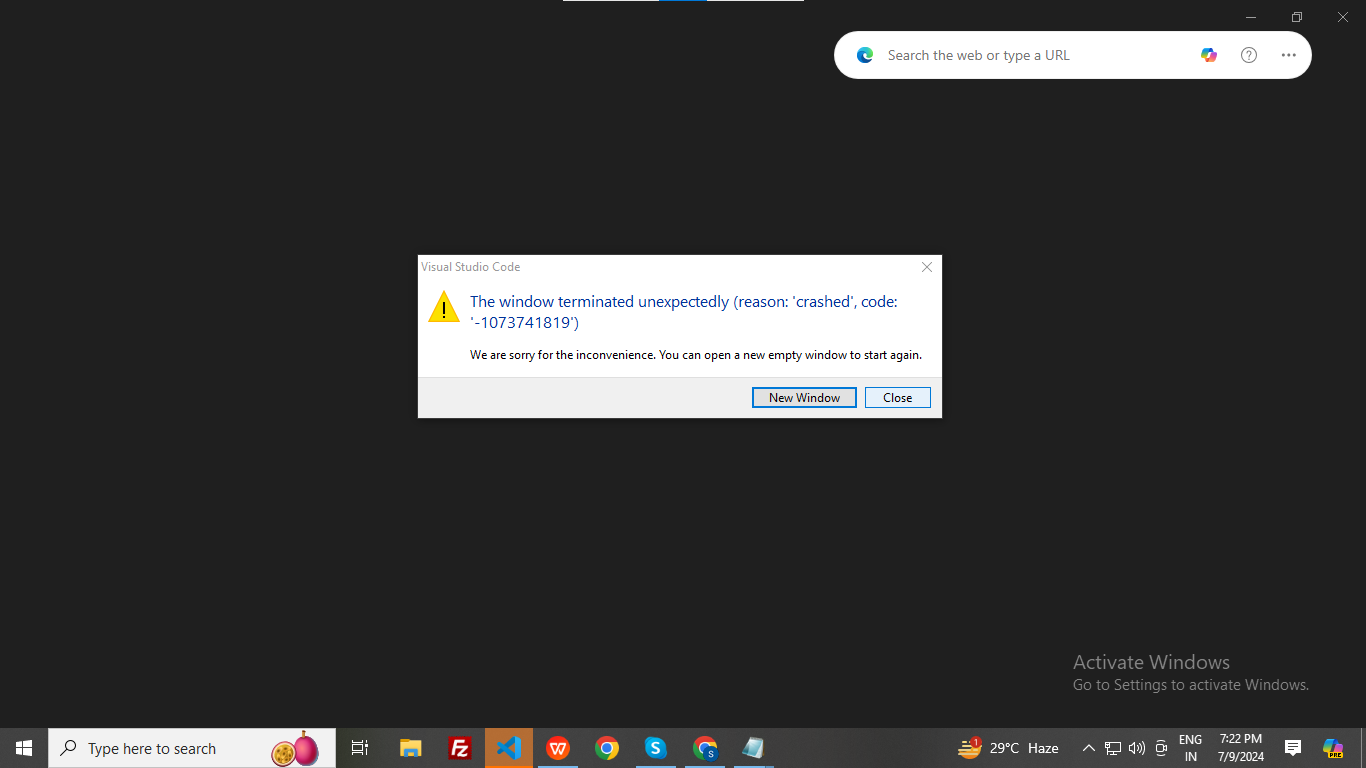 Search the web or type a URL
Visual Studio Code
The window terminated unexpectedly (reason: 'crashed', code:
'-1073741819')
We are sorry for the inconvenience. You can open a new empty window to start again.
New Window
Close
Activate Windows
Go to Settings to activate Windows.
Type here to search
Fz
W
S
S
1
29°C Haze
ENG
IN
7:22 PM
7/9/2024
PRE